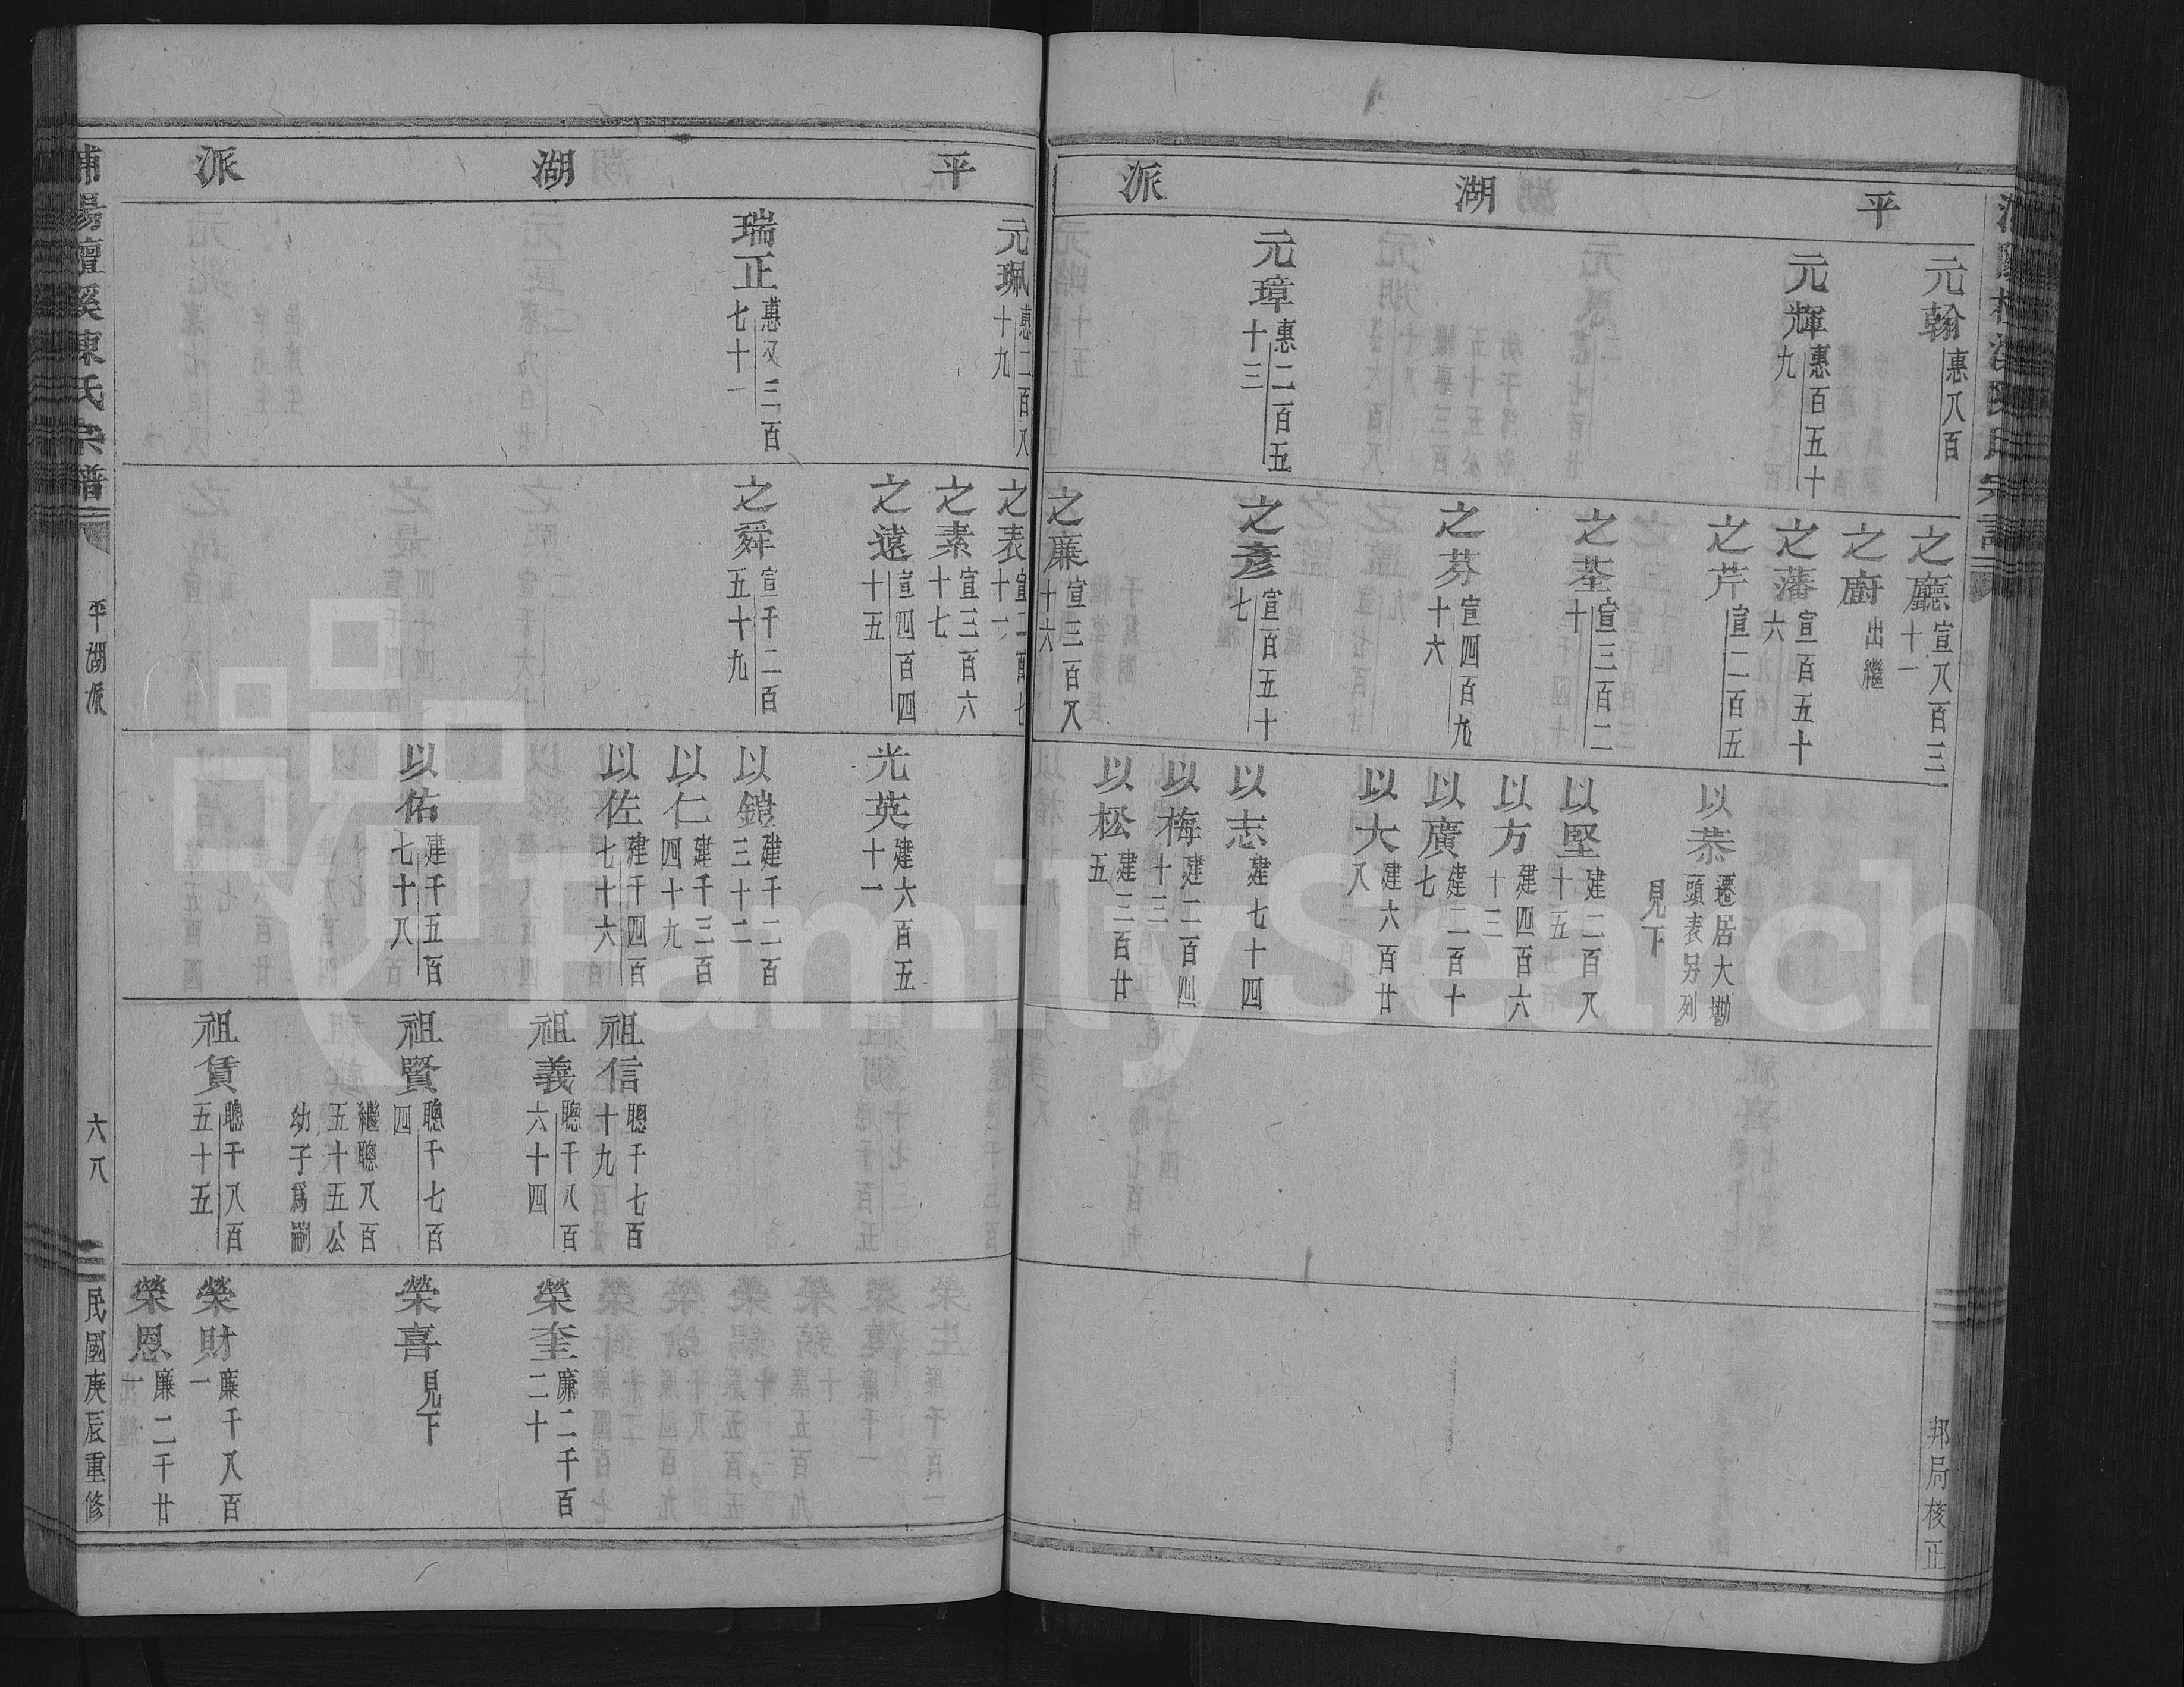 平湖派
元翰 惠八百
元輝 惠百五十九
元璋 惠二百五十三
之廳 宣八百三十一
之廚 出繼
之藩 宣百五十六
之芹 宣二百五
之荃 宣三百二十
之芬 宣四百九十六
之彥 宣百五十七
之廉 宣三百八十六
以恭 遷居大勘頭表另列
見下
以堅 建二百八十五
以方 建四百六十三
以廣 建二百十七
以大 建六百廿八
以志 建七十四
以梅 建二百四十三
以松 建三百廿五
邦局校正
平湖派
元珮 惠二百八十九
瑞正 惠又三百七十一
之表 宣二百七十一
之素 宣三百六十七
之遠 宣四百四十五
之舜 宣千二百五十九
光英 建六百五十一
以鎧 建千二百三十二
以仁 建千三百四十九
以佐 建千四百七十六
以佑 建千五百七十八
祖信 聰千七百十九
祖義 聰千八百六十四
祖賢 聰千七百四
繼聰八百五十五公幼子爲嗣
祖賃 聰千八百五十五
榮奎 廉二千百二十
榮喜 見下
榮財 廉千八百一
榮恩 廉二千廿一
浦陽檀溪陳氏宗譜
平湖派
六八
民國庚辰重修
FamilySearch